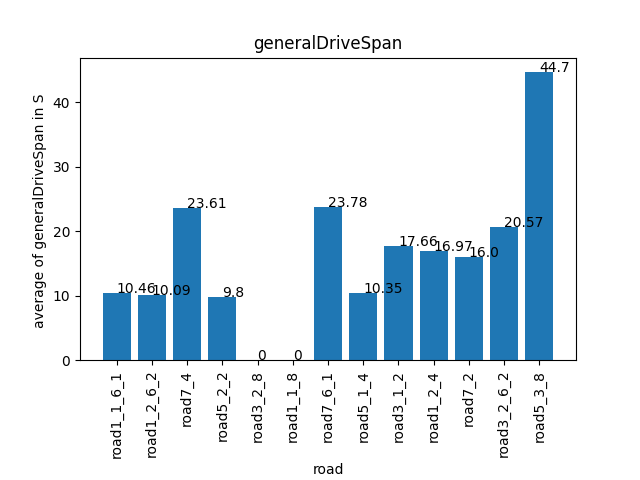 generalDriveSpan
average of generalDriveSpan in S
40
30
20
10
0
10.46
10.09
23.61
9.8
0
0
23.78
10.35
17.66
16.97
16.0
20.57
44.7
road1_1_6_1
road1_2_6_2
road7_4
road5_2_2
road3_2_8
road1_1_8
road7_6_1
road5_1_4
road3_1_2
road1_2_4
road7_2
road3_2_6_2
road5_3_8
road